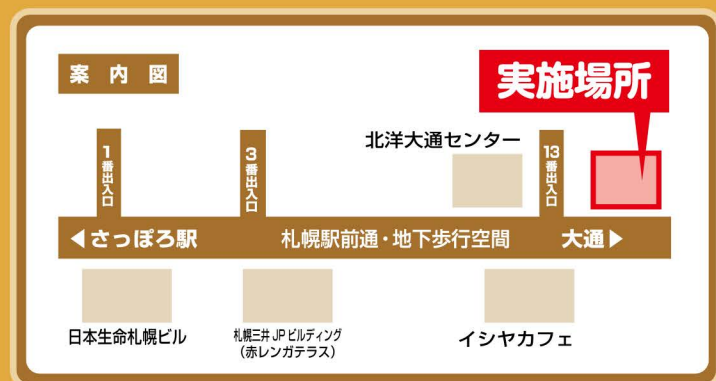 案内図
実施場所
北洋大通センター
1番出入口
3番出入口
13番出入口
◀さっぽろ駅
札幌駅前通・地下歩行空間
大通▶
日本生命札幌ビル
札幌三井JPビルディング
(赤レンガテラス)
イシヤカフェ